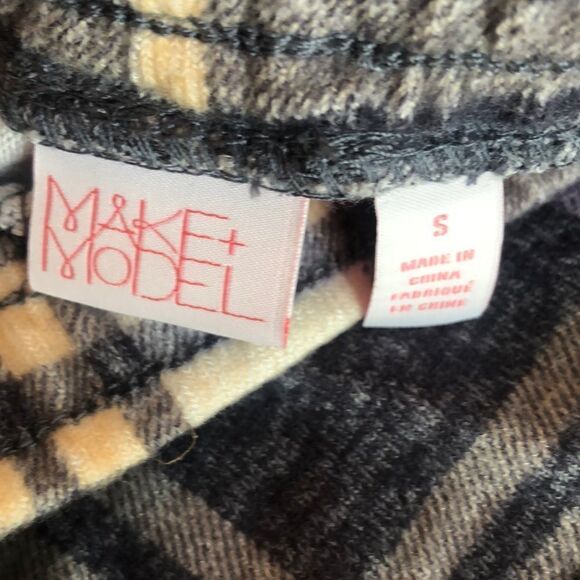 MAKE+
MODEL
S
MADE IN
CHINA
FABRIQUÉ
EN CHINE